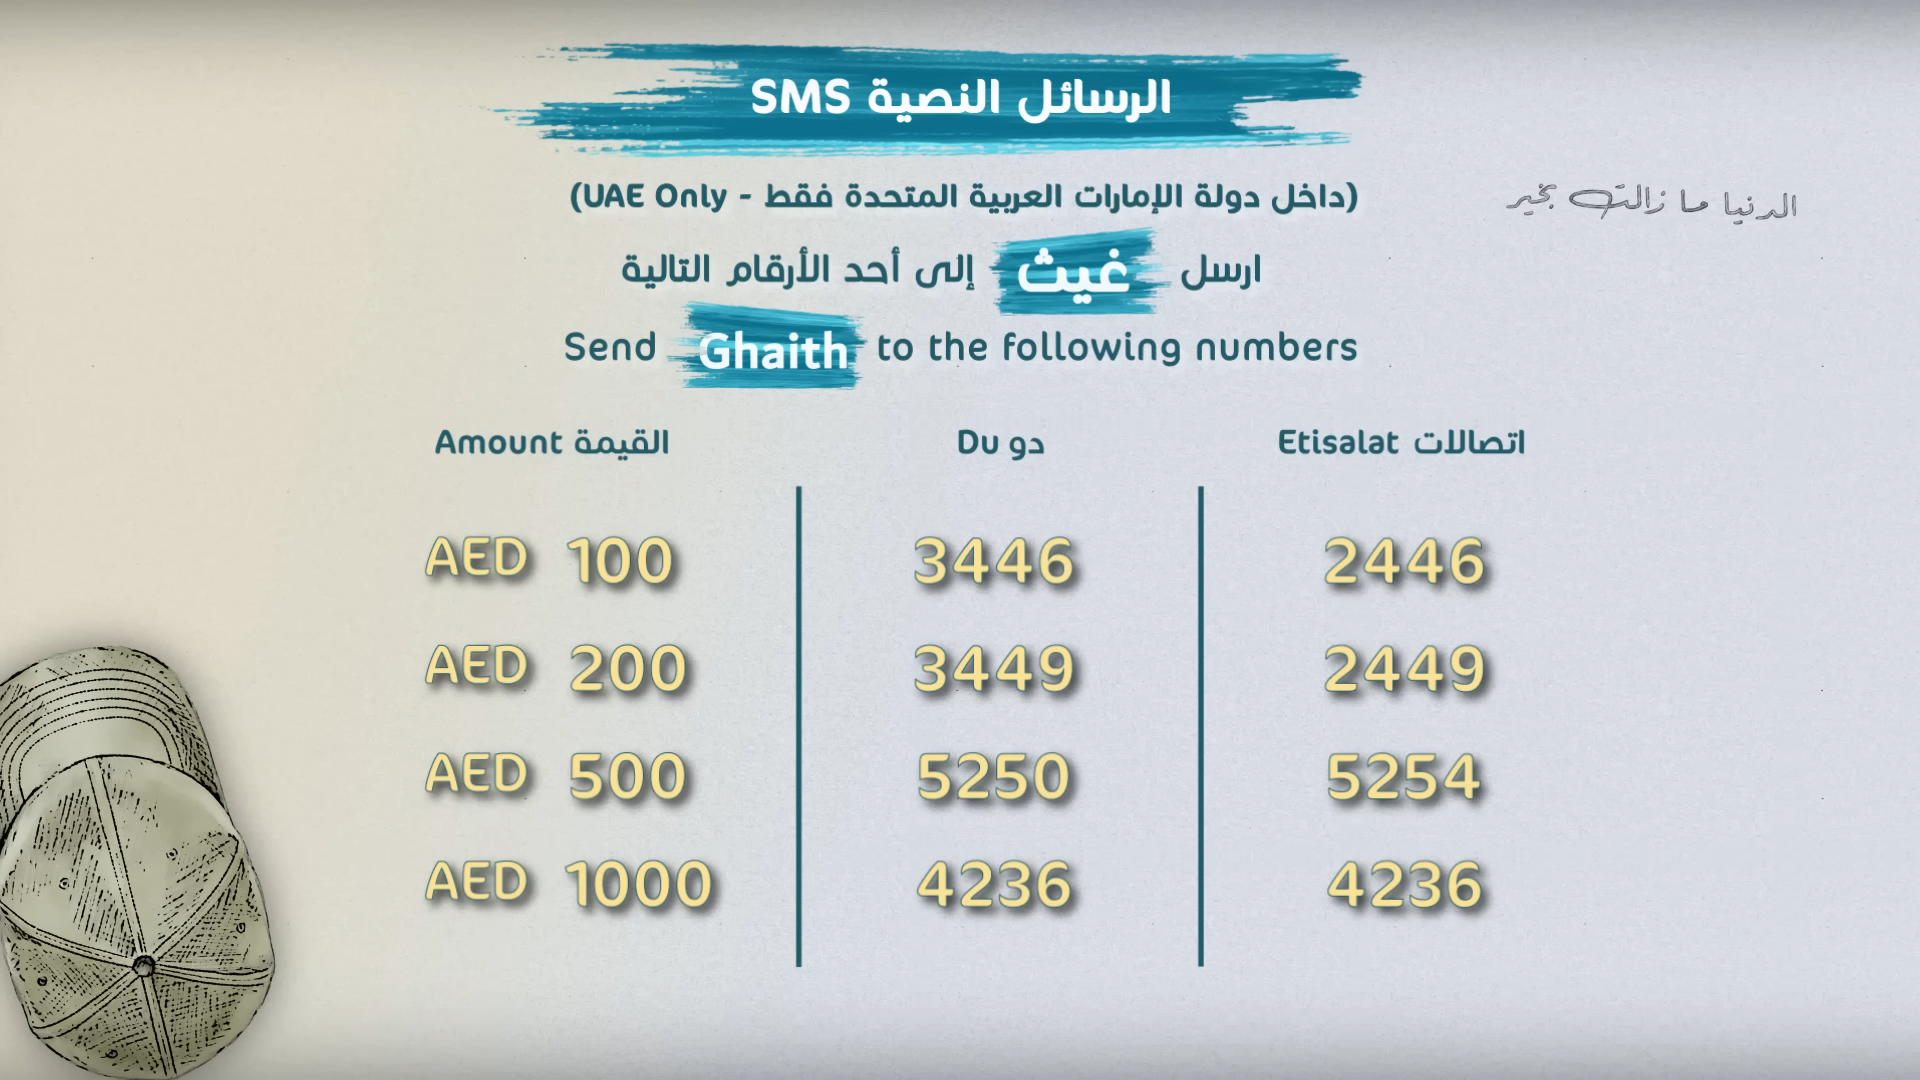 الرسائل النصية SMS
(داخل دولة الإمارات العربية المتحدة فقط - UAE Only)
الدنيا ما زالت بخير
ارسل غيث إلى أحد الأرقام التالية
Send Ghaith to the following numbers
Amount القيمة Du دو Etisalat اتصالات
AED 100 3446 2446
AED 200 3449 2449
AED 500 5250 5254
AED 1000 4236 4236